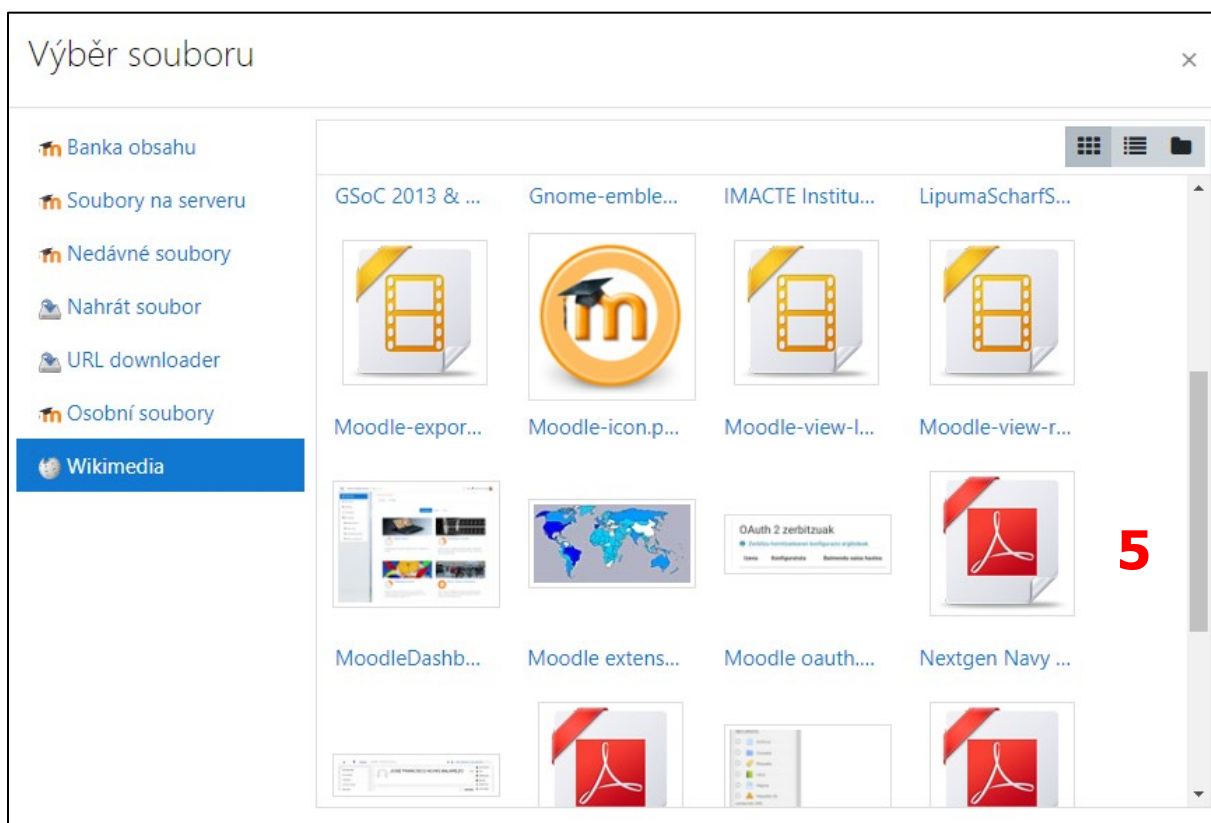 Výběr souboru
×
Banka obsahu
Soubory na serveru
Nedávné soubory
Nahrát soubor
URL downloader
Osobní soubory
Wikimedia
GSoC 2013 & ... Gnome-emble... IMACTE Institu... LipumaScharfS...
Moodle-expor... Moodle-icon.p... Moodle-view-l... Moodle-view-r...
OAuth 2 zerbitzuak
Izena Konfiguratuta
5
MoodleDashb... Moodle extens... Moodle oauth.... Nextgen Navy ...